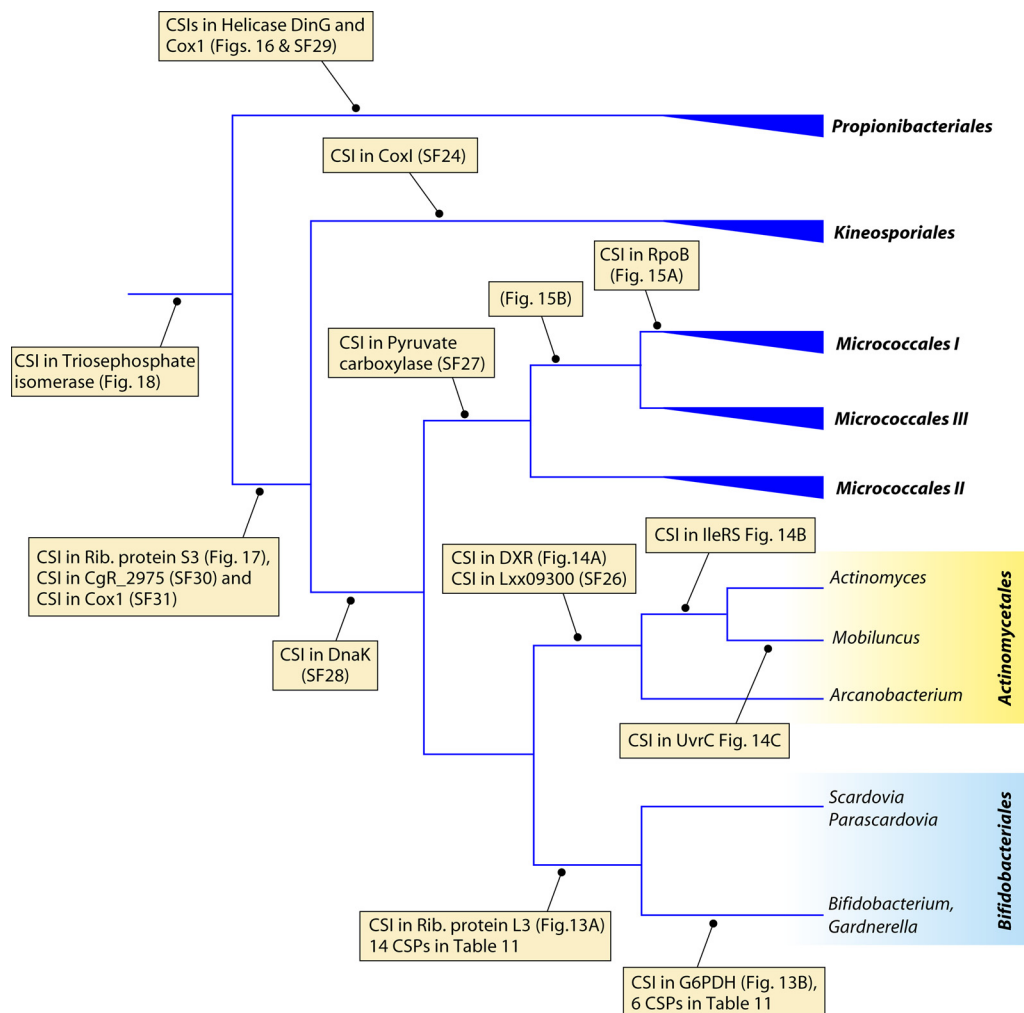 CSIs in Helicase DinG and
Cox1 (Figs. 16 & SF29)
Propionibacteriales
CSI in CoxI (SF24)
Kineosporiales
CSI in RpoB
(Fig. 15A)
(Fig. 15B)
CSI in Pyruvate
carboxylase (SF27)
Micrococcales I
CSI in Triosephosphate
isomerase (Fig. 18)
Micrococcales III
Micrococcales II
CSI in Rib. protein S3 (Fig. 17),
CSI in CgR_2975 (SF30) and
CSI in Cox1 (SF31)
CSI in IleRS Fig. 14B
CSI in DXR (Fig.14A)
CSI in Lxx09300 (SF26)
Actinomyces
Mobiluncus
Arcanobacterium
Actinomycetales
CSI in DnaK
(SF28)
CSI in UvrC Fig. 14C
Scardovia
Parascardovia
Bifidobacterium,
Gardnerella
Bifidobacteriales
CSI in Rib. protein L3 (Fig.13A)
14 CSPs in Table 11
CSI in G6PDH (Fig. 13B),
6 CSPs in Table 11